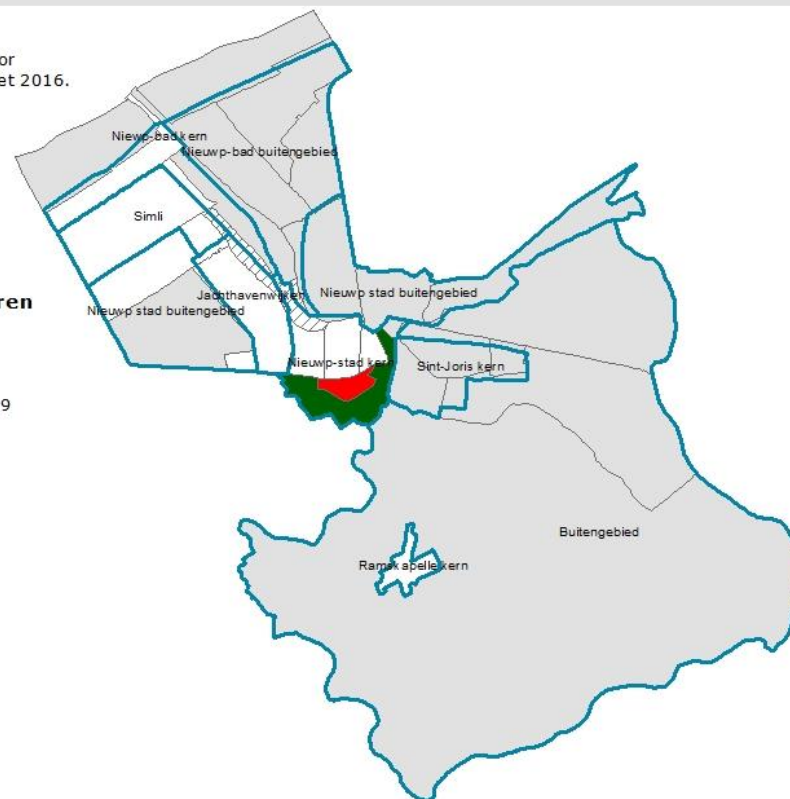 or
et 2016.
Niewp-bad kern
Nieuwp-bad buitengebied
Simli
ren
Jachthavenwijken
Nieuwp stad buitengebied
Nieuwp stad buitengebied
Nieuwp-stad kern
Sint-Joris kern
9
Buitengebied
Ramskapelle kern